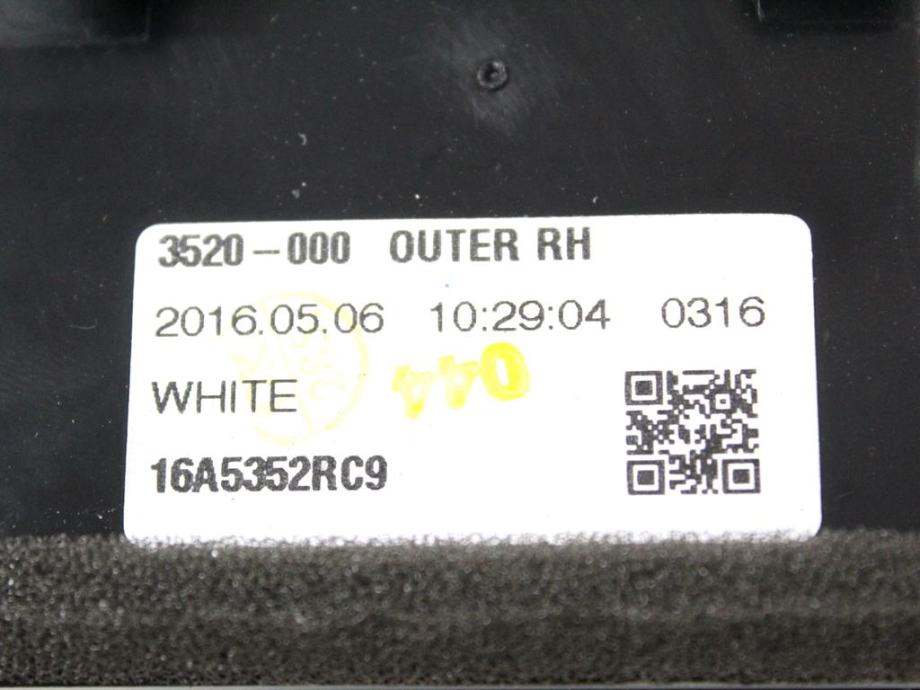 3520-000 OUTER RH
2016.05.06 10:29:04 0316
WHITE
044
16A5352RC9